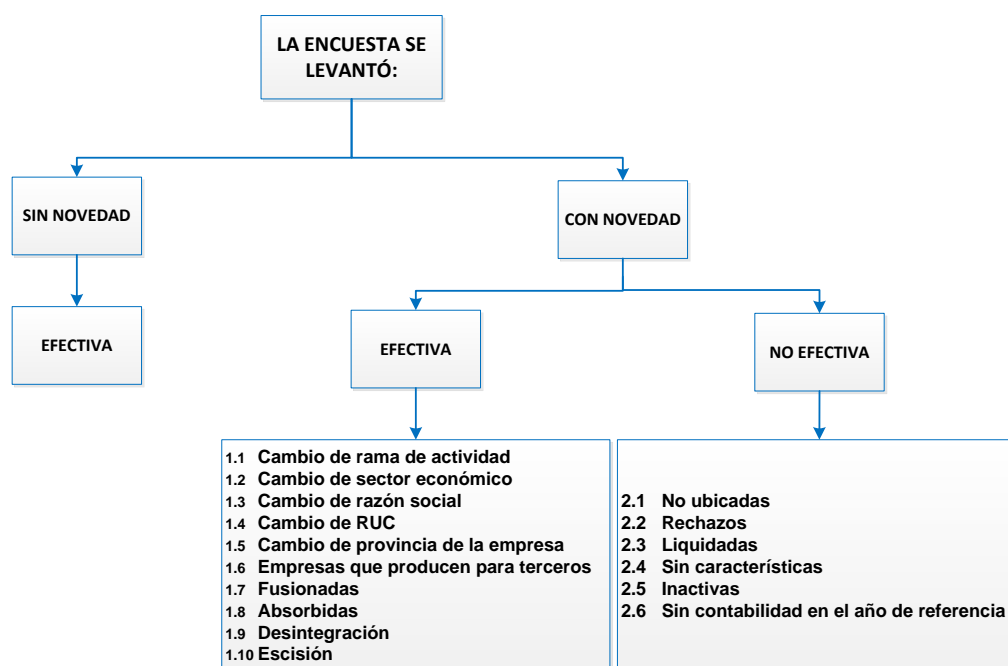 LA ENCUESTA SE
LEVANTÓ:
SIN NOVEDAD
CON NOVEDAD
EFECTIVA
EFECTIVA
NO EFECTIVA
1.1 Cambio de rama de actividad
1.2 Cambio de sector económico
1.3 Cambio de razón social
1.4 Cambio de RUC
1.5 Cambio de provincia de la empresa
1.6 Empresas que producen para terceros
1.7 Fusionadas
1.8 Absorbidas
1.9 Desintegración
1.10 Escisión
2.1 No ubicadas
2.2 Rechazos
2.3 Liquidadas
2.4 Sin características
2.5 Inactivas
2.6 Sin contabilidad en el año de referencia